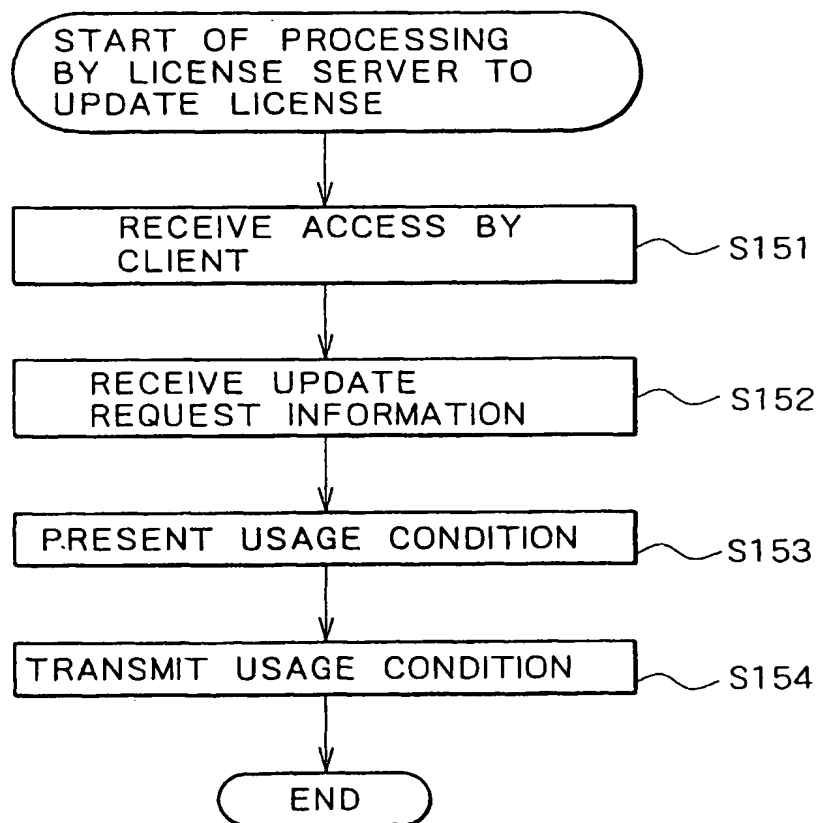 START OF PROCESSING
BY LICENSE SERVER TO
UPDATE LICENSE
RECEIVE ACCESS BY
CLIENT
S151
RECEIVE UPDATE
REQUEST INFORMATION
S152
PRESENT USAGE CONDITION
S153
TRANSMIT USAGE CONDITION
S154
END